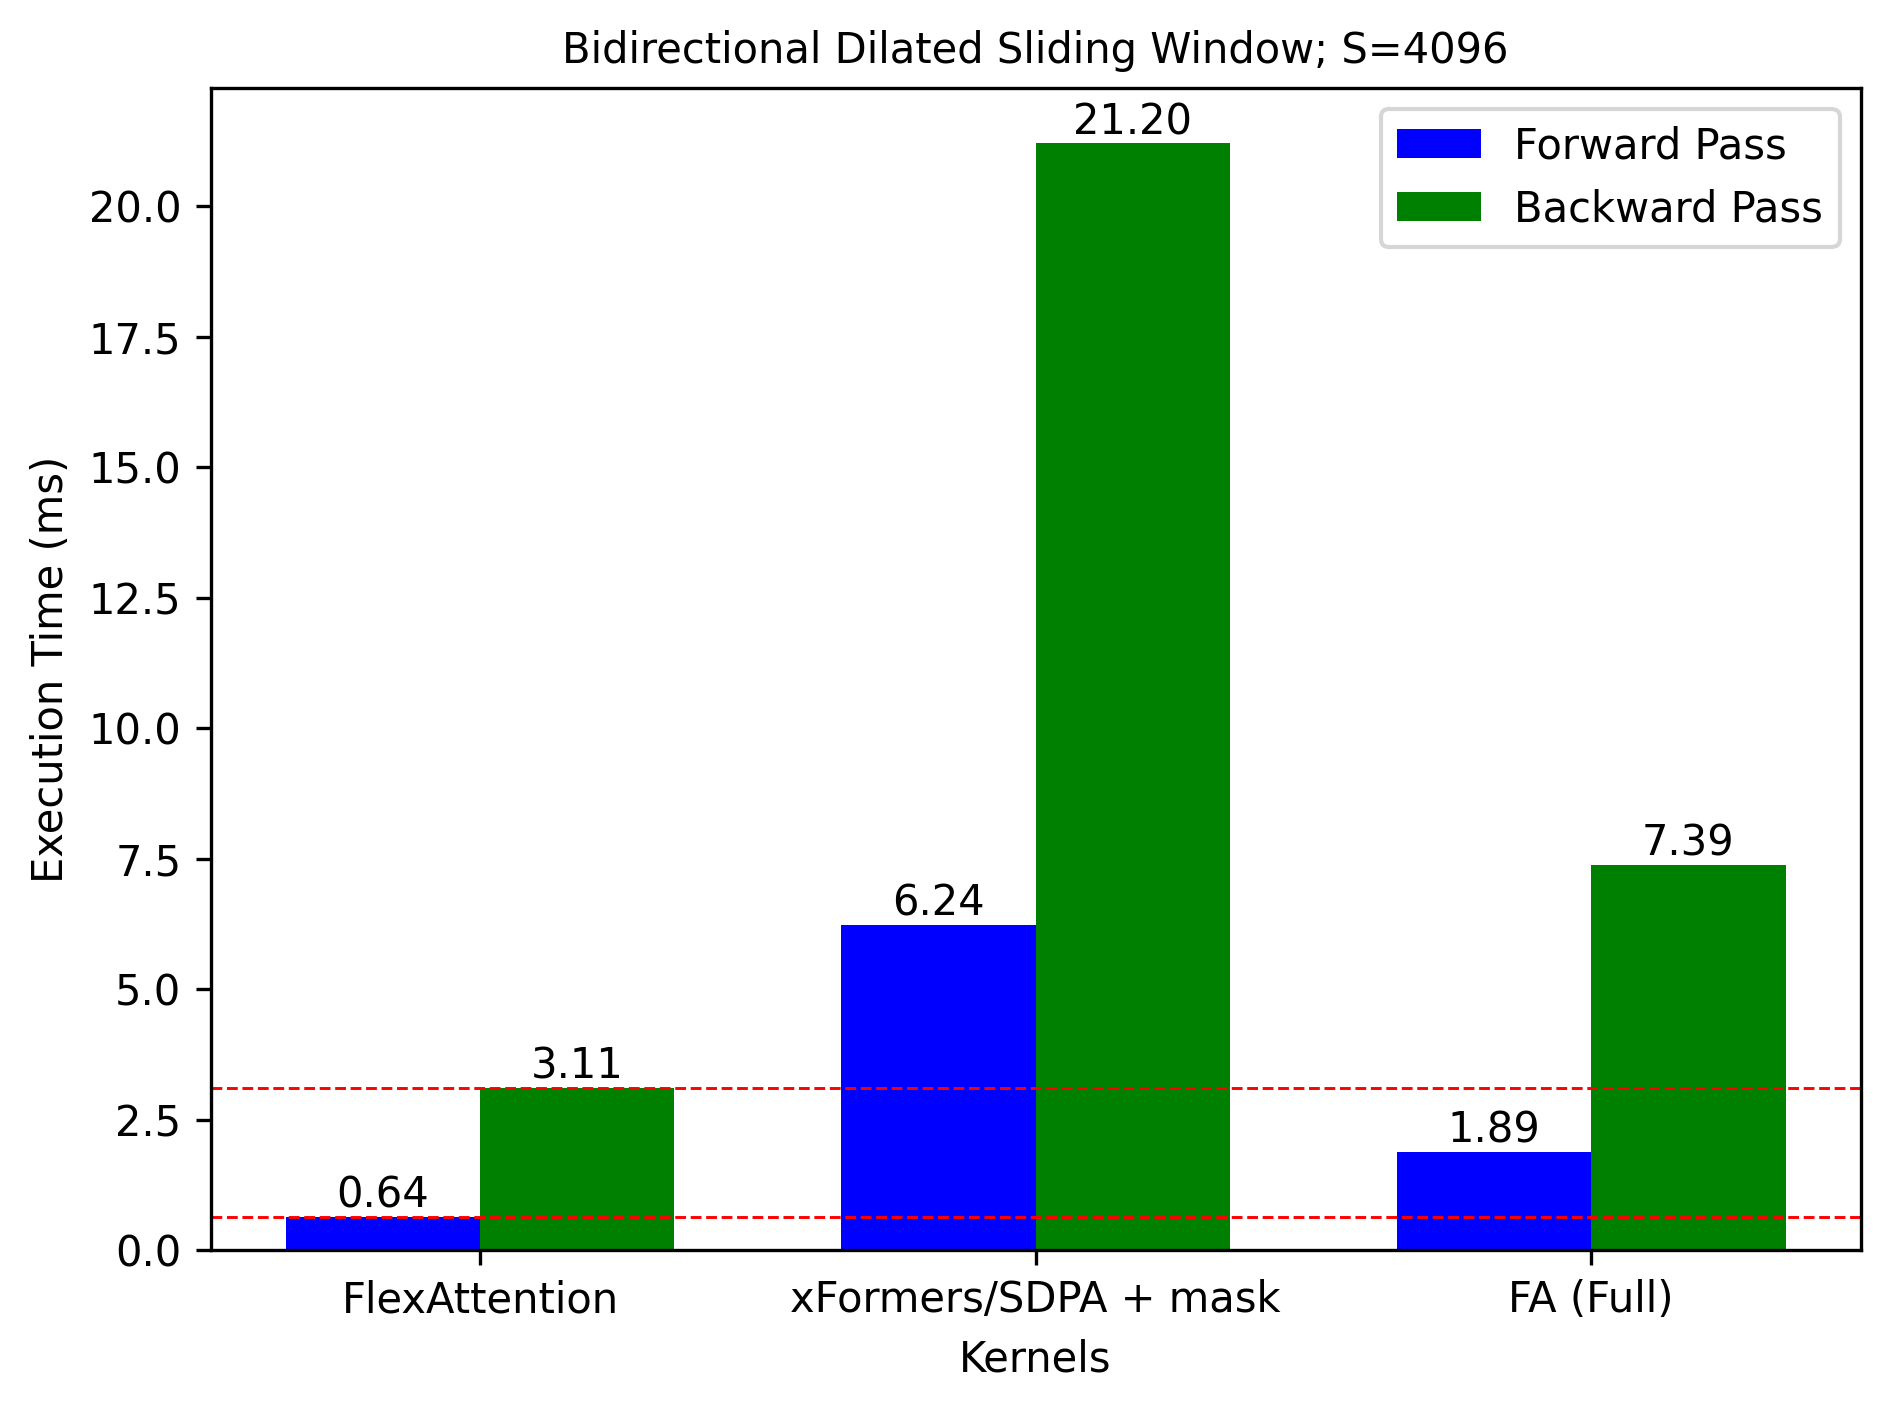 Bidirectional Dilated Sliding Window; S=4096
Forward Pass
Backward Pass
Execution Time (ms)
20.0
17.5
15.0
12.5
10.0
7.5
5.0
2.5
0.0
0.64
3.11
6.24
21.20
1.89
7.39
FlexAttention
xFormers/SDPA + mask
FA (Full)
Kernels